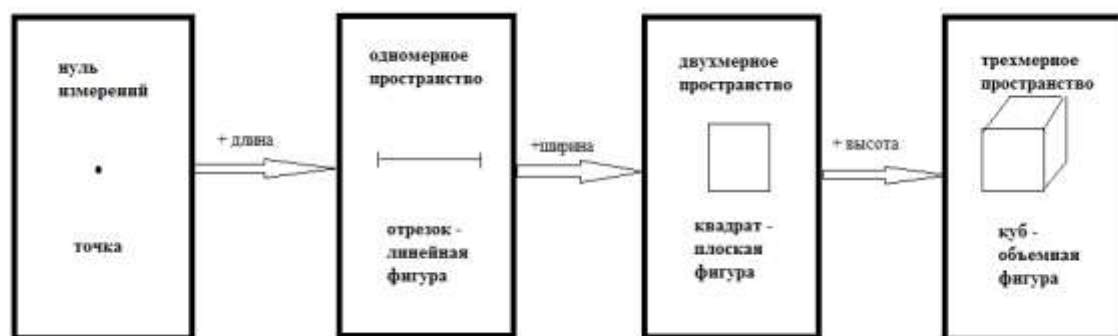 нуль
измерений
точка
+ длина
одномерное
пространство
отрезок -
линейная
фигура
+ширина
двухмерное
пространство
квадрат -
плоская
фигура
+ высота
трехмерное
пространство
куб -
объемная
фигура